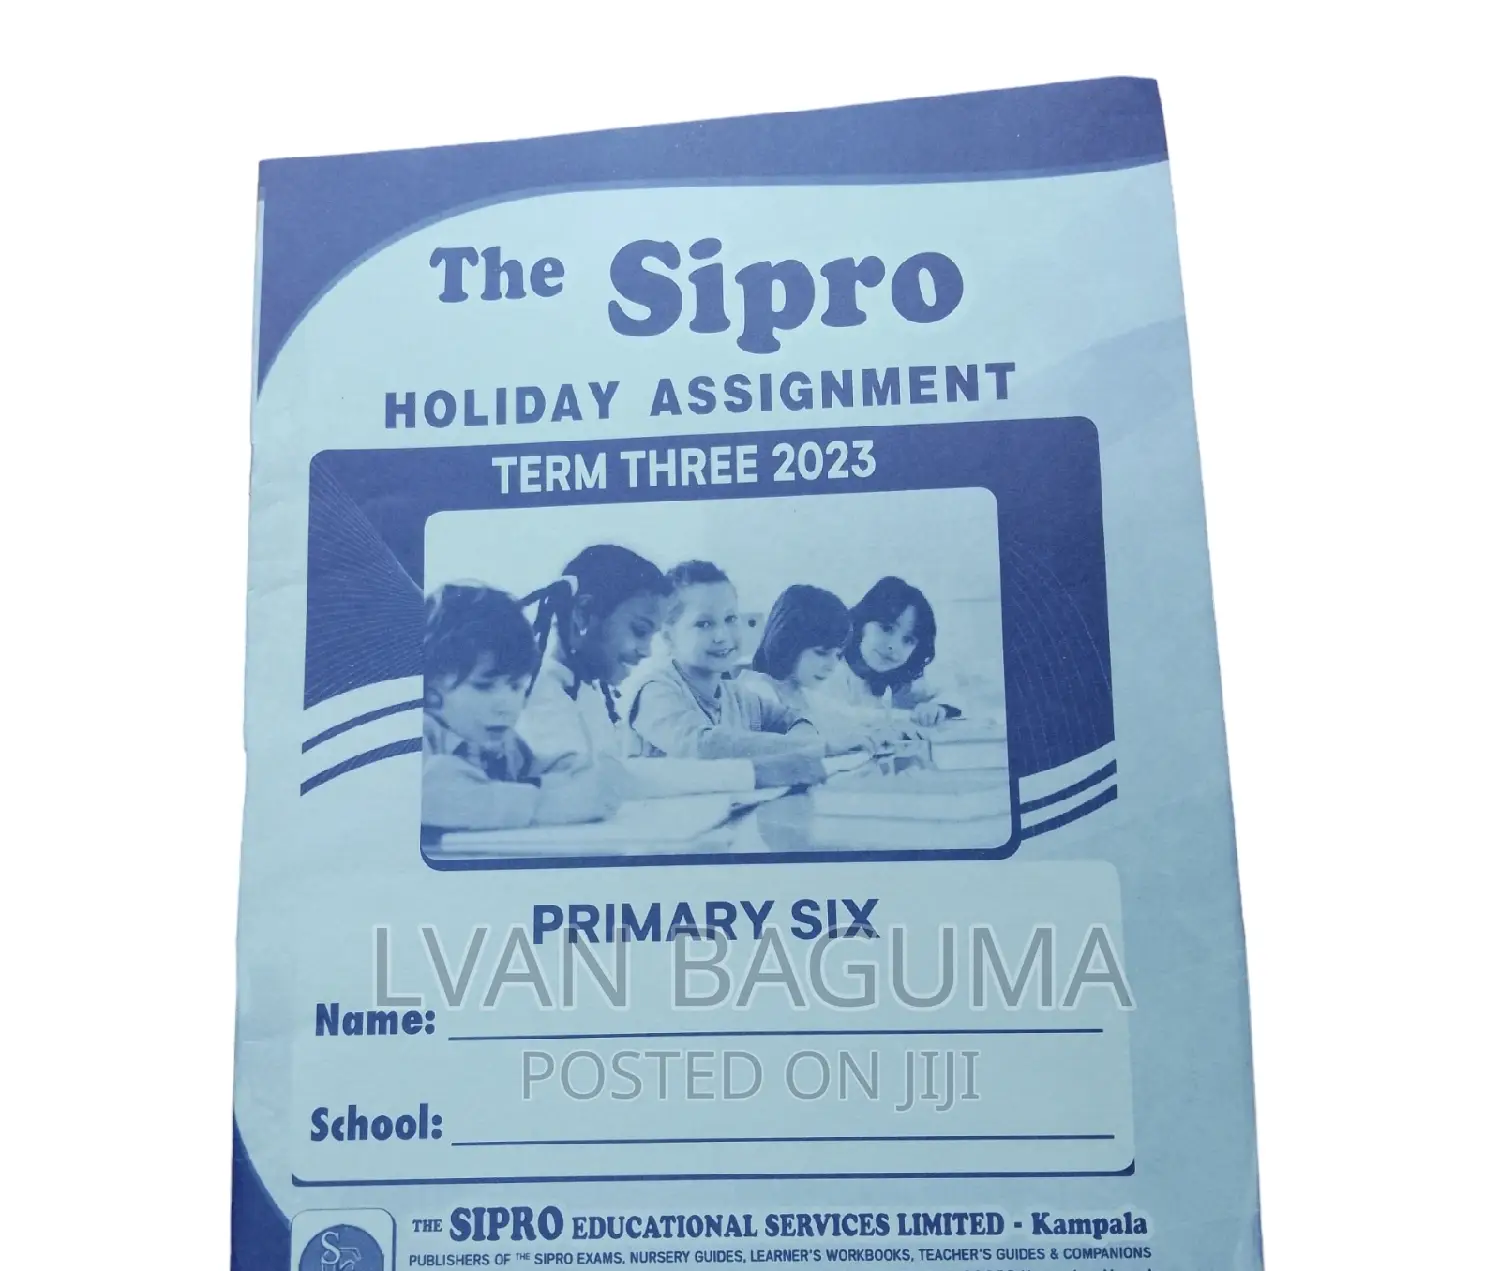 The Sipro
HOLIDAY ASSIGNMENT
TERM THREE 2023
PRIMARY SIX
LVAN BAGUMA
Name:
POSTED ON JIJI
School:
THE SIPRO EDUCATIONAL SERVICES LIMITED - Kampala
PUBLISHERS OF THE SIPRO EXAMS, NURSERY GUIDES, LEARNER'S WORKBOOKS, TEACHER'S GUIDES & COMPANIONS